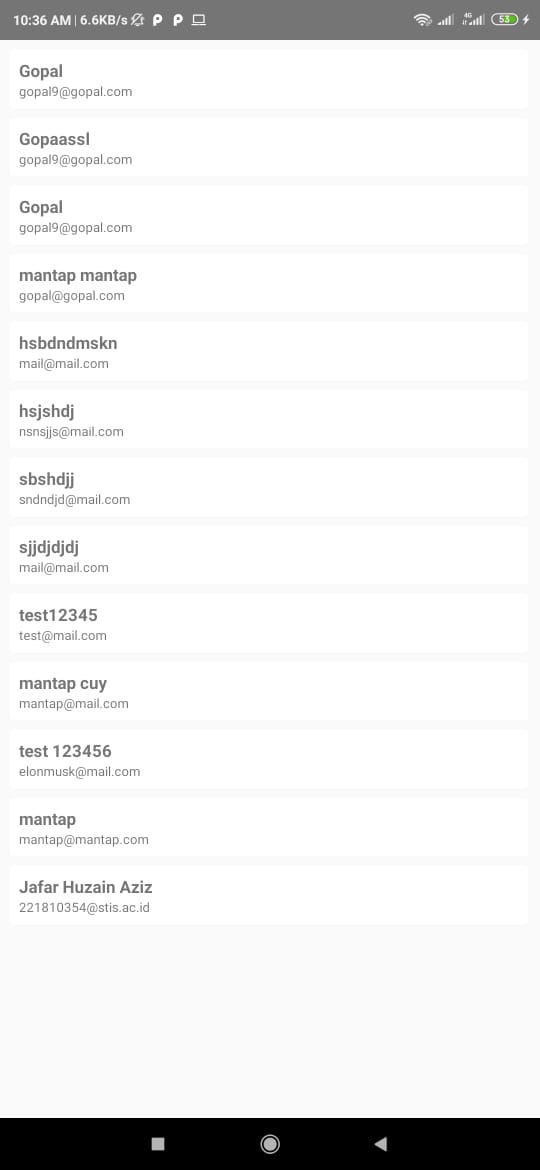 10:36 AM | 6.6KB/s
4G
53
Gopal
gopal9@gopal.com
Gopaassl
gopal9@gopal.com
Gopal
gopal9@gopal.com
mantap mantap
gopal@gopal.com
hsbdndmskn
mail@mail.com
hsjshdj
nsnsjjs@mail.com
sbshdjj
sndndjd@mail.com
sjjdjdjdj
mail@mail.com
test12345
test@mail.com
mantap cuy
mantap@mail.com
test 123456
elonmusk@mail.com
mantap
mantap@mantap.com
Jafar Huzain Aziz
221810354@stis.ac.id